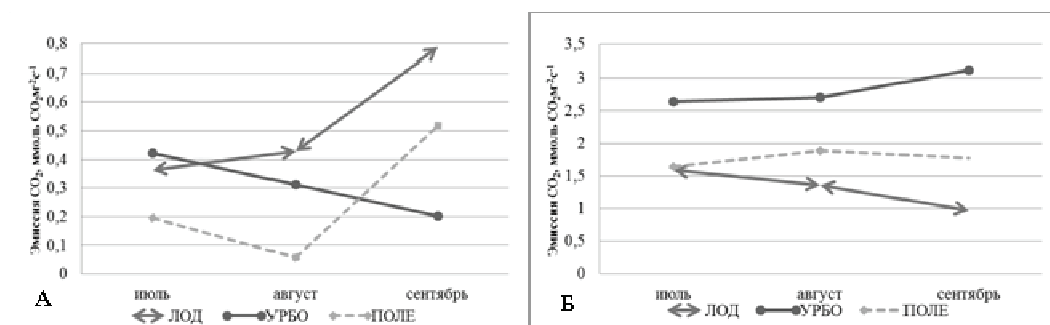 Эмиссия CO₂, ммоль CO₂м⁻²с⁻¹
0,8
0,7
0,6
0,5
0,4
0,3
0,2
0,1
0
июль август сентябрь
ЛОД УРБО ПОЛЕ
А
Эмиссия CO₂, ммоль CO₂м⁻²с⁻¹
3,5
3
2,5
2
1,5
1
0,5
0
июль август сентябрь
ЛОД УРБО ПОЛЕ
Б